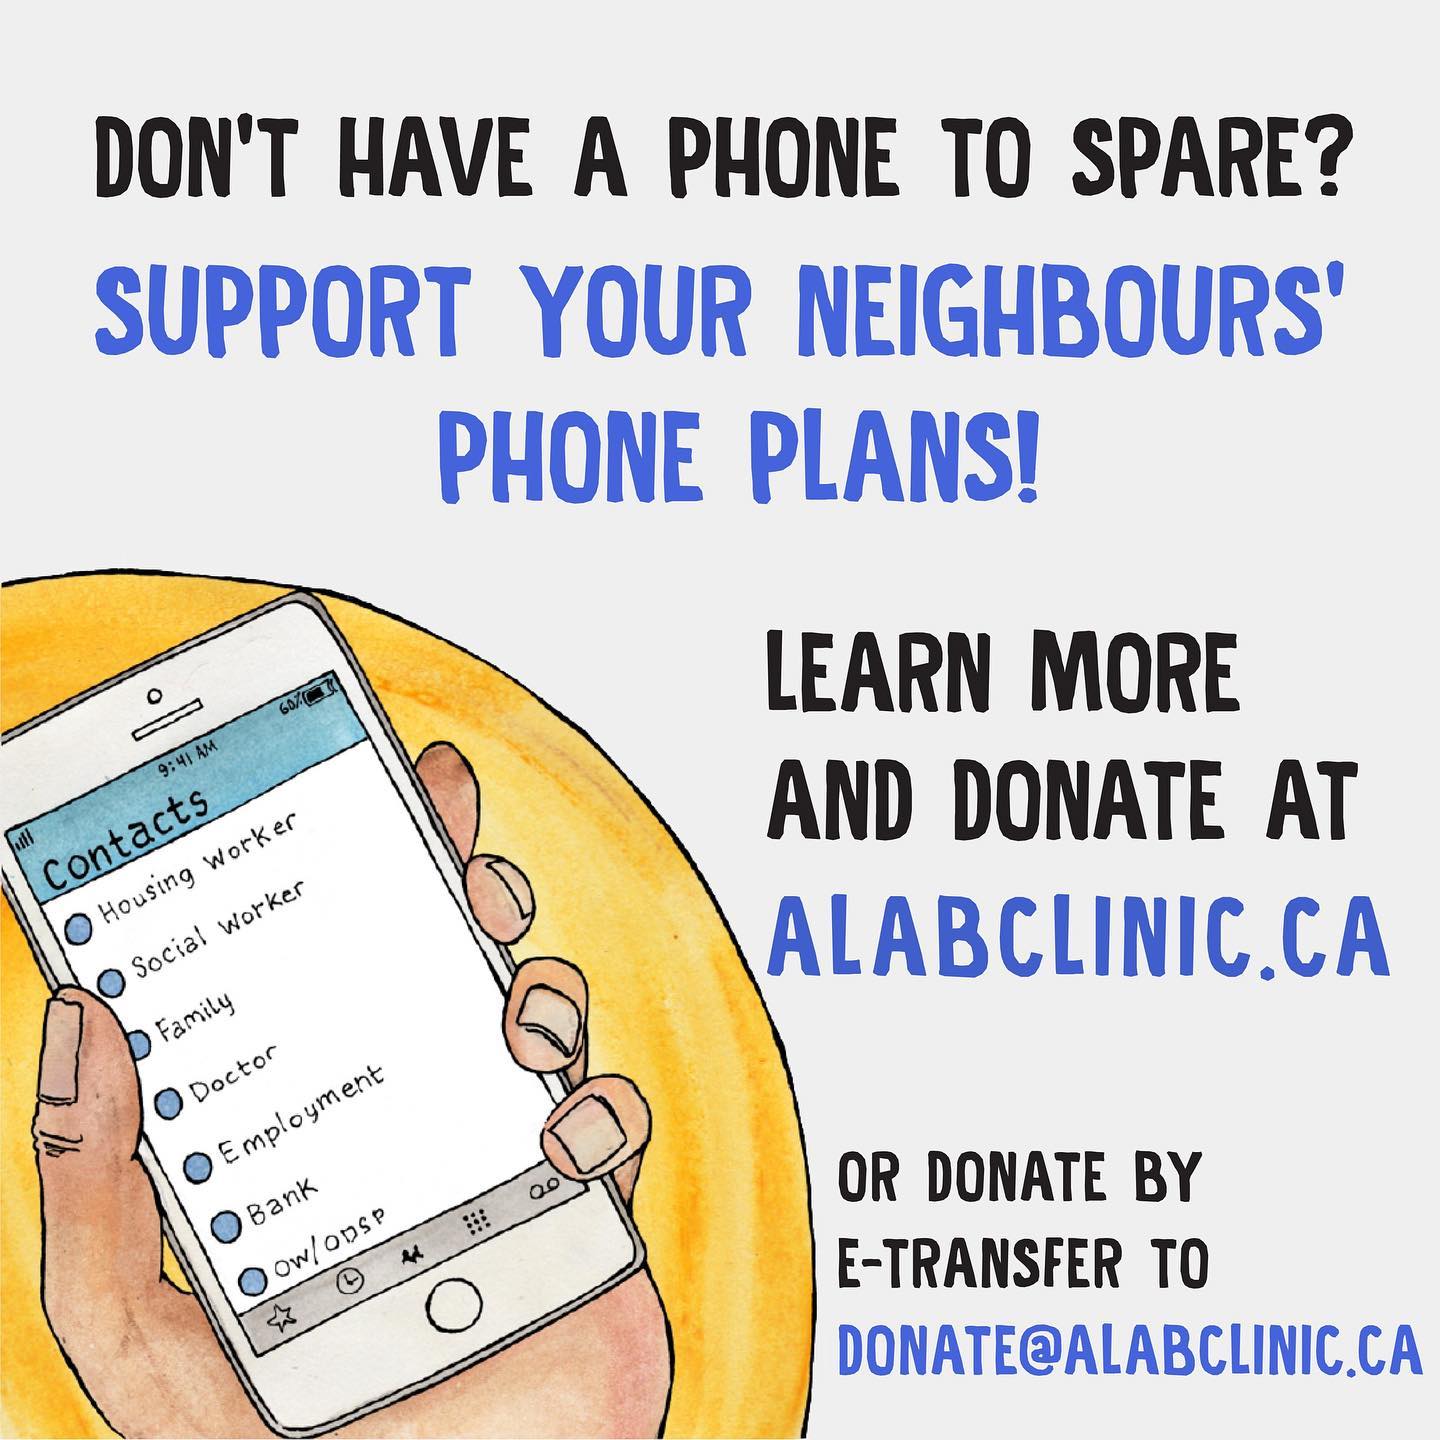 DON'T HAVE A PHONE TO SPARE?
SUPPORT YOUR NEIGHBOURS'
PHONE PLANS!
LEARN MORE
AND DONATE AT
ALABCLINIC.CA
OR DONATE BY
E-TRANSFER TO
DONATE@ALABCLINIC.CA
9:41 AM
60%
Contacts
Housing Worker
Social Worker
Family
Doctor
Employment
Bank
OW/ODSP